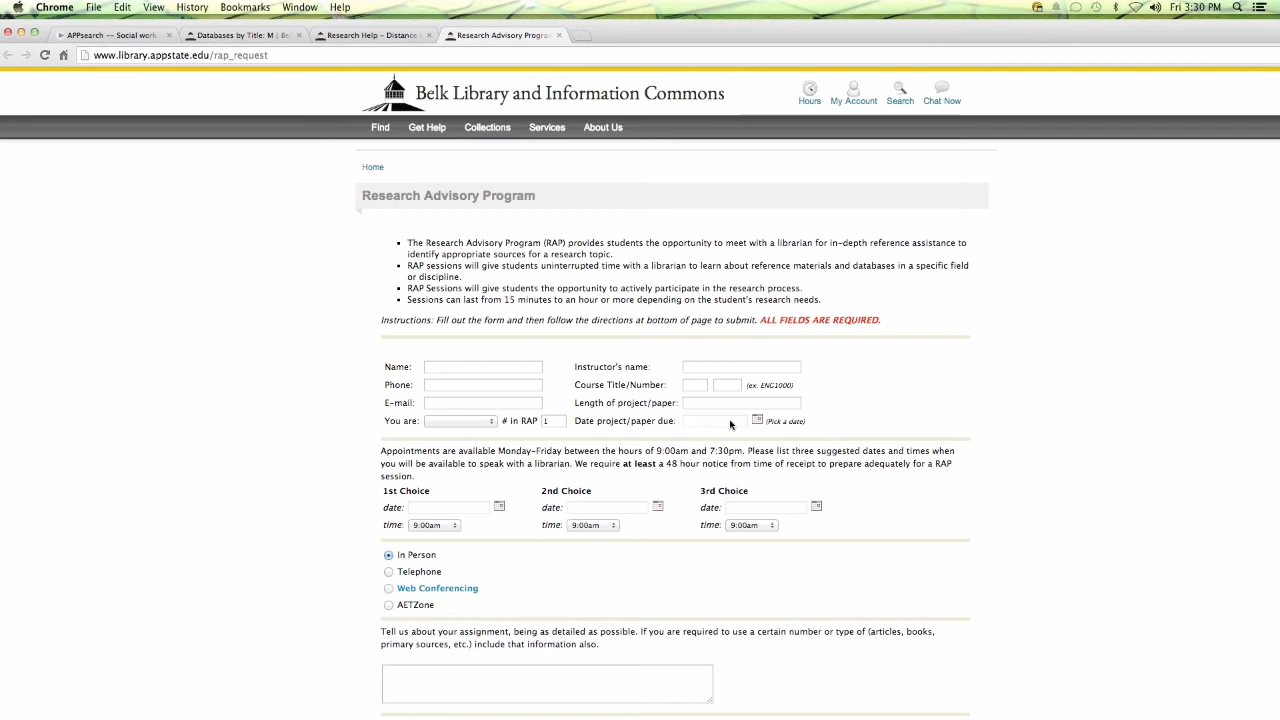 Chrome File Edit View History Bookmarks Window Help Fri 3:30 PM
APPsearch -- Social work Databases by Title: M | Bel Research Help – Distance Research Advisory Program
www.library.appstate.edu/rap_request
Belk Library and Information Commons
Hours My Account Search Chat Now
Find Get Help Collections Services About Us
Home
Research Advisory Program
The Research Advisory Program (RAP) provides students the opportunity to meet with a librarian for in-depth reference assistance to
identify appropriate sources for a research topic.
RAP sessions will give students uninterrupted time with a librarian to learn about reference materials and databases in a specific field
or discipline.
RAP Sessions will give students the opportunity to actively participate in the research process.
Sessions can last from 15 minutes to an hour or more depending on the student's research needs.
Instructions: Fill out the form and then follow the directions at bottom of page to submit. ALL FIELDS ARE REQUIRED.
Name: Instructor's name:
Phone: Course Title/Number: (ex. ENG1000)
E-mail: Length of project/paper:
You are: # in RAP 1 Date project/paper due: (Pick a date)
Appointments are available Monday-Friday between the hours of 9:00am and 7:30pm. Please list three suggested dates and times when
you will be available to speak with a librarian. We require at least a 48 hour notice from time of receipt to prepare adequately for a RAP
session.
1st Choice 2nd Choice 3rd Choice
date: date: date:
time: 9:00am time: 9:00am time: 9:00am
In Person
Telephone
Web Conferencing
AETZone
Tell us about your assignment, being as detailed as possible. If you are required to use a certain number or type of (articles, books,
primary sources, etc.) include that information also.